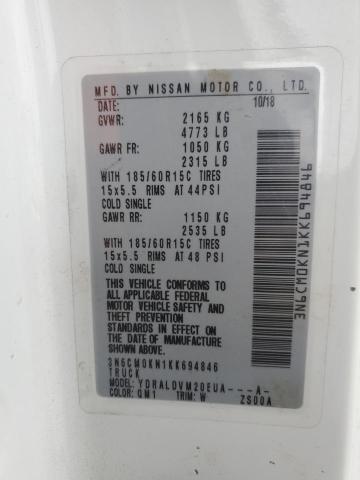 MFD. BY NISSAN MOTOR CO., LTD.
DATE: 10/18
GVWR: 2165 KG
4773 LB
GAWR FR: 1050 KG
2315 LB
WITH 185/60R15C TIRES
15x5.5 RIMS AT 44PSI
COLD SINGLE
GAWR RR: 1150 KG
2535 LB
WITH 185/60R15C TIRES
15x5.5 RIMS AT 48 PSI
COLD SINGLE
THIS VEHICLE CONFORMS TO
ALL APPLICABLE FEDERAL
MOTOR VEHICLE SAFETY
AND THEFT PREVENTION
STANDARDS IN EFFECT ON
THE DATE OF MANUFACTURE
SHOWN ABOVE.
3N6CM0KN1KK694846
TRUCK
MODEL: YDRALDVM20EUA---A-
COLOR: QM1 TRIM: W ZS00A
3N6CM0KN1KK694846